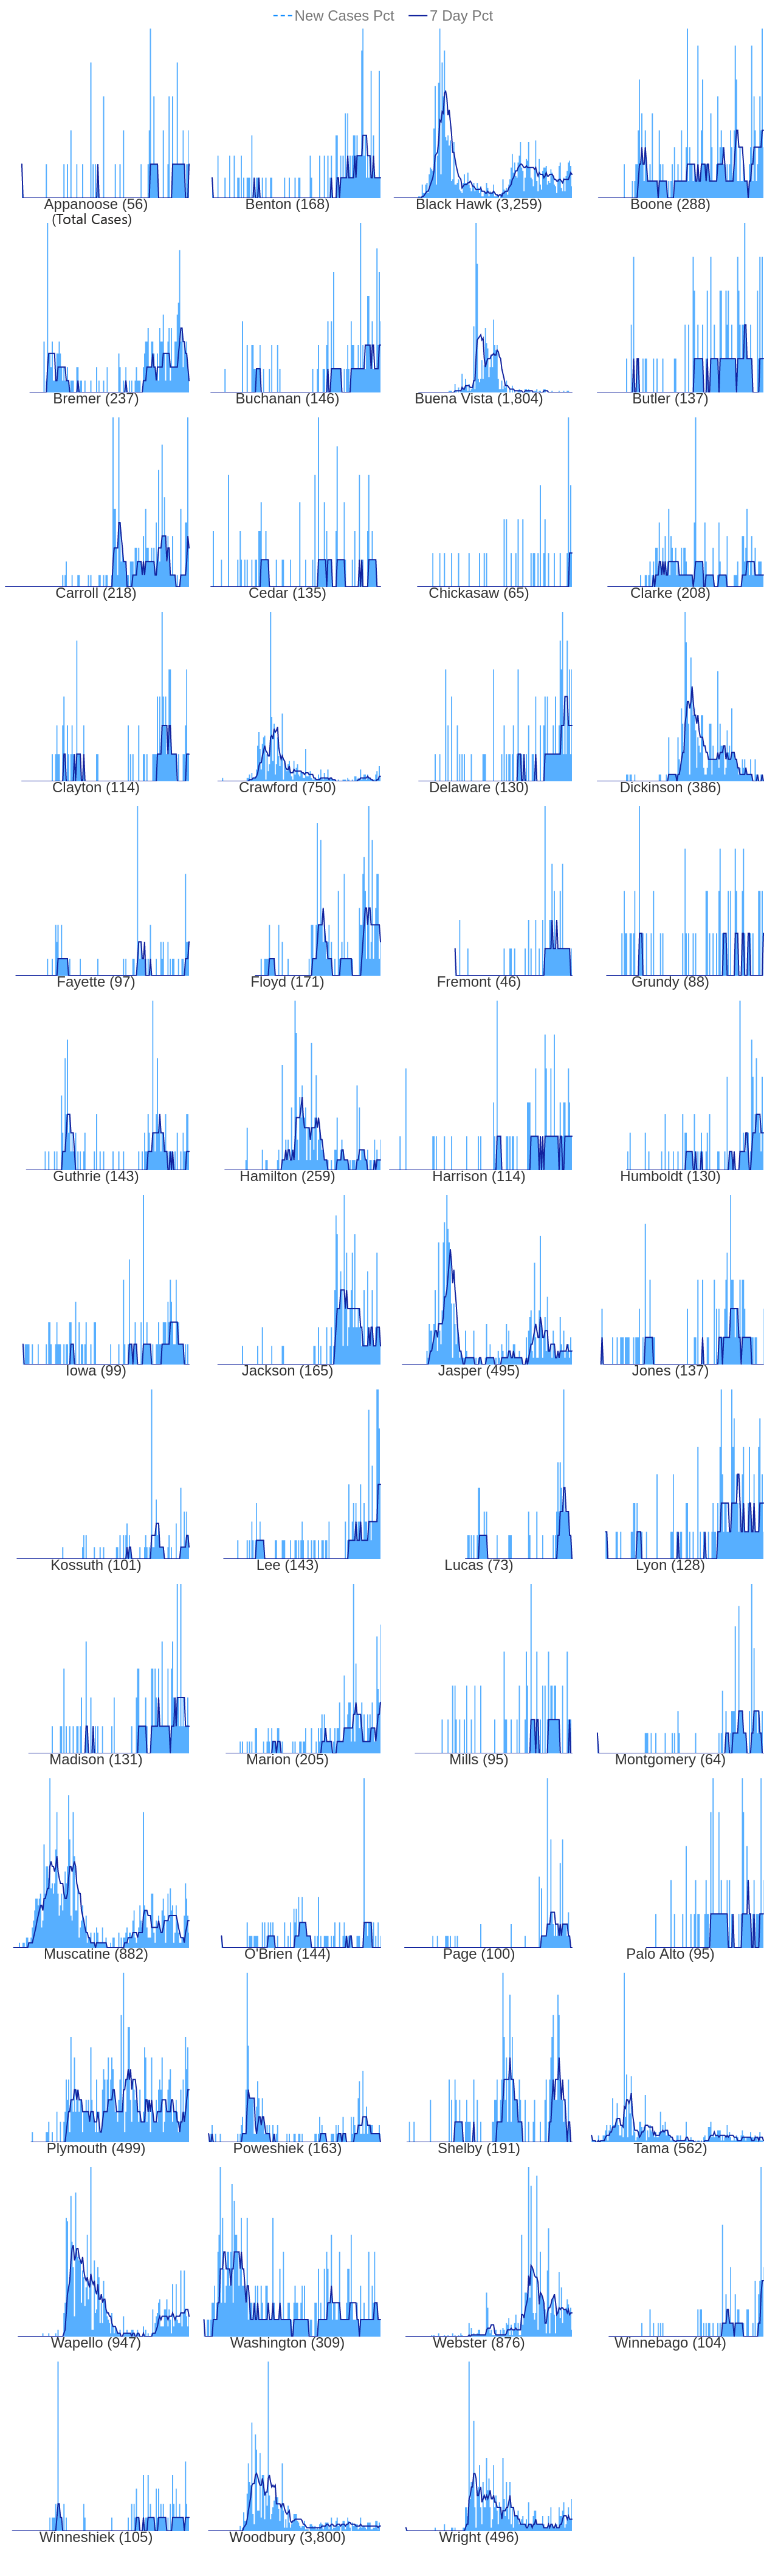 New Cases Pct 7 Day Pct
Appanoose (56) Benton (168) Black Hawk (3,259) Boone (288)
(Total Cases)
Bremer (237) Buchanan (146) Buena Vista (1,804) Butler (137)
Carroll (218) Cedar (135) Chickasaw (65) Clarke (208)
Clayton (114) Crawford (750) Delaware (130) Dickinson (386)
Fayette (97) Floyd (171) Fremont (46) Grundy (88)
Guthrie (143) Hamilton (259) Harrison (114) Humboldt (130)
Iowa (99) Jackson (165) Jasper (495) Jones (137)
Kossuth (101) Lee (143) Lucas (73) Lyon (128)
Madison (131) Marion (205) Mills (95) Montgomery (64)
Muscatine (882) O'Brien (144) Page (100) Palo Alto (95)
Plymouth (499) Poweshiek (163) Shelby (191) Tama (562)
Wapello (947) Washington (309) Webster (876) Winnebago (104)
Winneshiek (105) Woodbury (3,800) Wright (496)